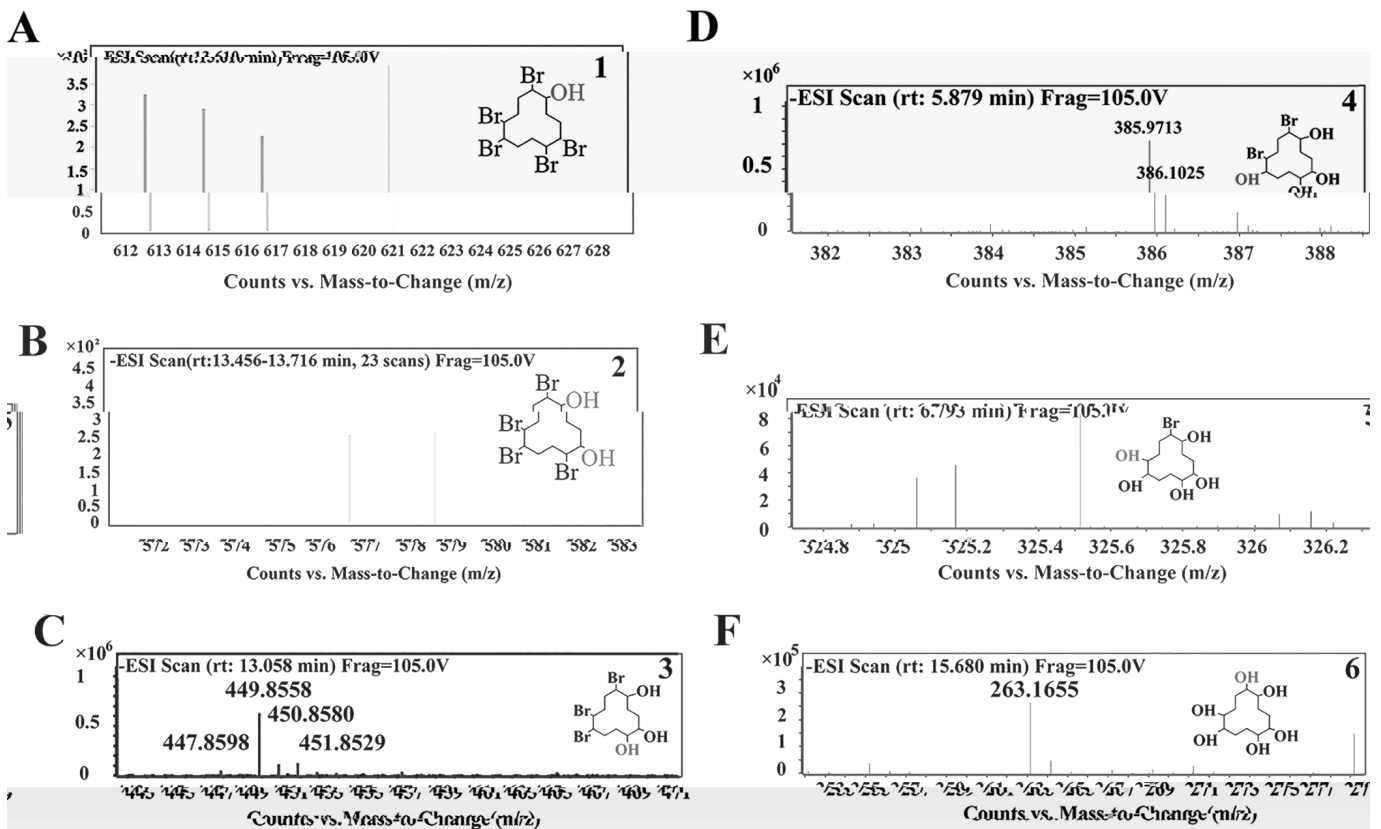 A
D
1
Br
OH
Br
Br
Br
Br
3.5
3
2.5
2
1.5
1
0.5
0
612 613 614 615 616 617 618 619 620 621 622 623 624 625 626 627 628
Counts vs. Mass-to-Change (m/z)
×10⁶
-ESI Scan (rt: 5.879 min) Frag=105.0V
4
1
0.5
0
385.9713
386.1025
Br
OH
Br
OH
OH
OH
382 383 384 385 386 387 388
Counts vs. Mass-to-Change (m/z)
B
×10²
-ESI Scan(rt:13.456-13.716 min, 23 scans) Frag=105.0V
2
4.5
4
3.5
3
2.5
2
1.5
1
0.5
0
Br
OH
Br
Br
Br
OH
Counts vs. Mass-to-Change (m/z)
E
×10⁴
8
6
4
2
0
Br
OH
OH
OH
OH
OH
324.8 325 325.2 325.4 325.6 325.8 326 326.2
Counts vs. Mass-to-Change (m/z)
C
×10⁶
-ESI Scan (rt: 13.058 min) Frag=105.0V
3
1
0.5
0
449.8558
450.8580
447.8598
451.8529
Br
OH
Br
Br
OH
OH
F
×10⁵
-ESI Scan (rt: 15.680 min) Frag=105.0V
6
3
2
1
0
263.1655
OH
OH
OH
OH
OH
OH